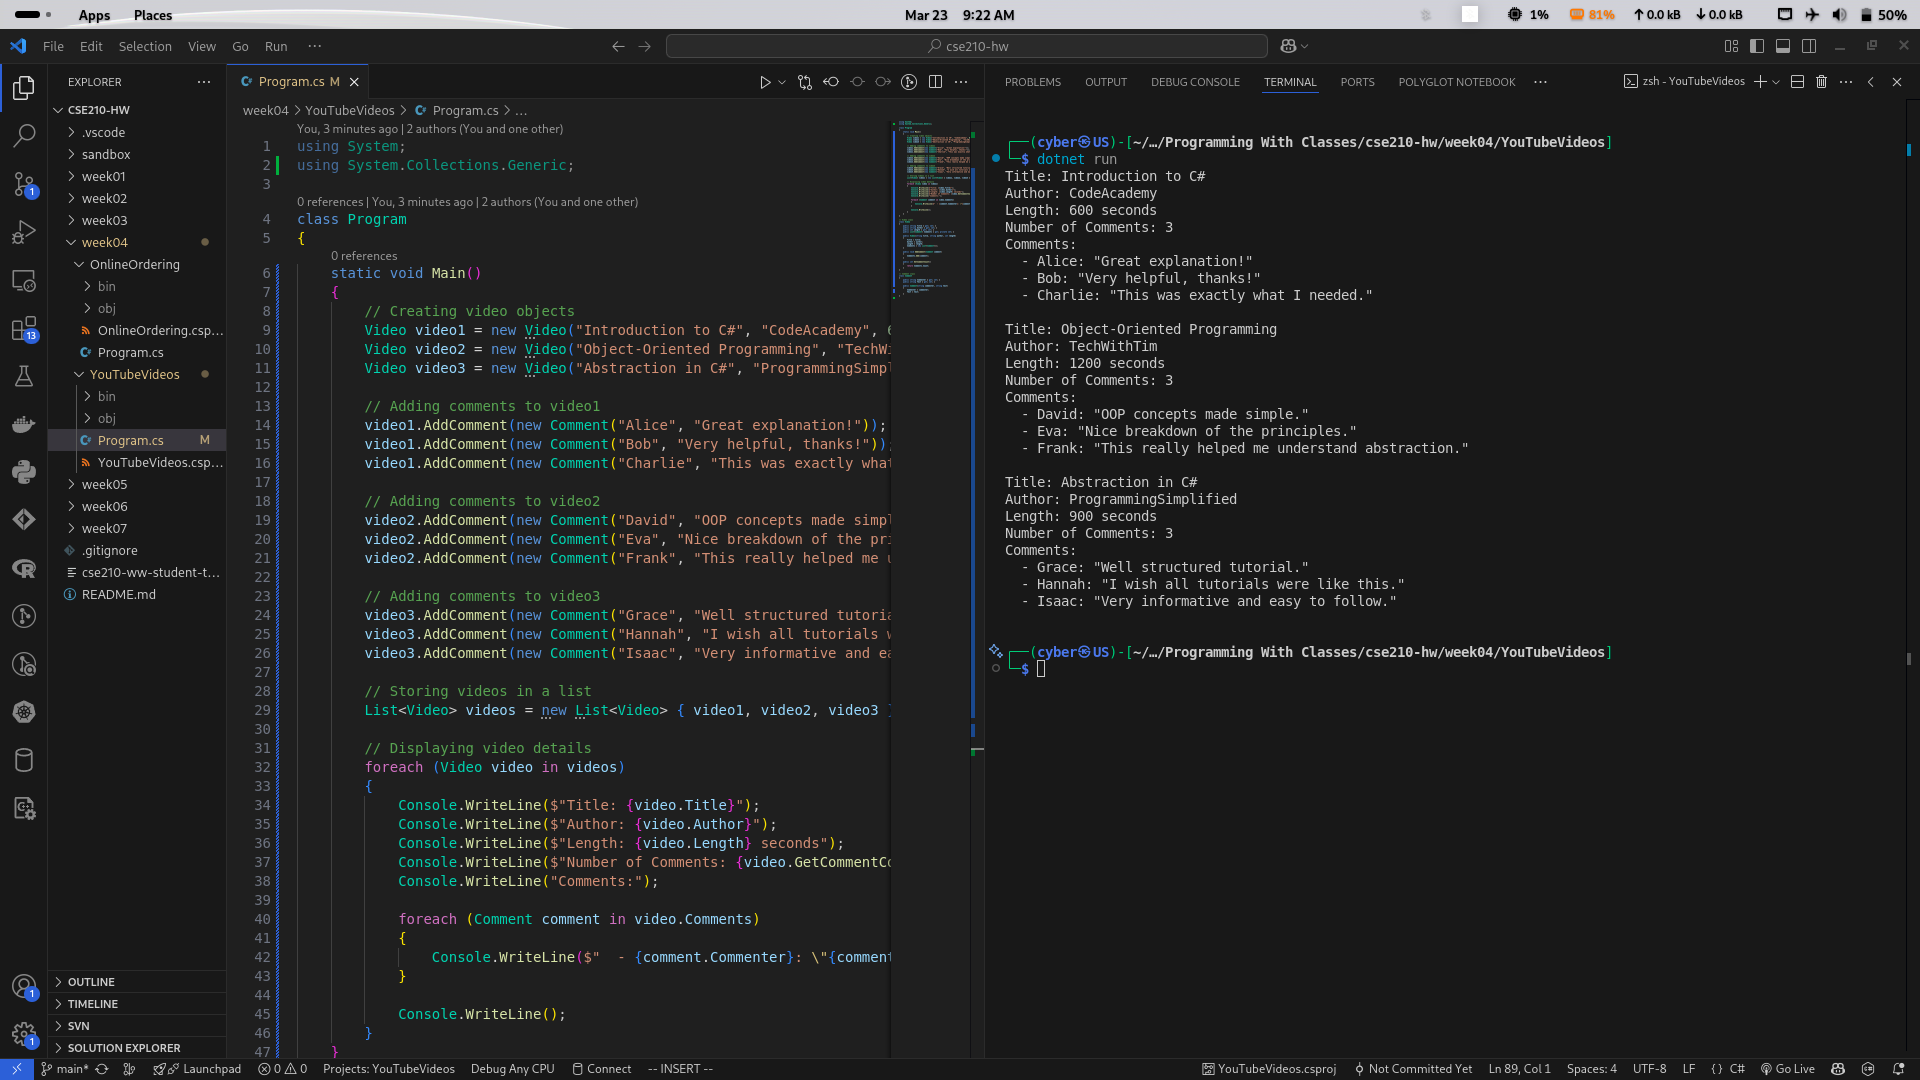 Apps Places
Mar 23 9:22 AM
1% 81% ↑ 0.0 kB ↓ 0.0 kB 50%
File Edit Selection View Go Run ···
← → cse210-hw
EXPLORER ···
CSE210-HW
.vscode
sandbox
week01
week02
week03
week04
OnlineOrdering
bin
obj
OnlineOrdering.csp...
Program.cs
YouTubeVideos
bin
obj
Program.cs M
YouTubeVideos.csp...
week05
week06
week07
.gitignore
cse210-ww-student-t...
README.md
OUTLINE
TIMELINE
SVN
SOLUTION EXPLORER
1
13
1
1
Program.cs M
week04 > YouTubeVideos > Program.cs > ...
You, 3 minutes ago | 2 authors (You and one other)
1 using System;
2 using System.Collections.Generic;
3
0 references | You, 3 minutes ago | 2 authors (You and one other)
4 class Program
5 {
0 references
6 static void Main()
7 {
8 // Creating video objects
9 Video video1 = new Video("Introduction to C#", "CodeAcademy", 6
10 Video video2 = new Video("Object-Oriented Programming", "TechWi
11 Video video3 = new Video("Abstraction in C#", "ProgrammingSimpl
12
13 // Adding comments to video1
14 video1.AddComment(new Comment("Alice", "Great explanation!"));
15 video1.AddComment(new Comment("Bob", "Very helpful, thanks!"))
16 video1.AddComment(new Comment("Charlie", "This was exactly what
17
18 // Adding comments to video2
19 video2.AddComment(new Comment("David", "OOP concepts made simpl
20 video2.AddComment(new Comment("Eva", "Nice breakdown of the pri
21 video2.AddComment(new Comment("Frank", "This really helped me u
22
23 // Adding comments to video3
24 video3.AddComment(new Comment("Grace", "Well structured tutoria
25 video3.AddComment(new Comment("Hannah", "I wish all tutorials w
26 video3.AddComment(new Comment("Isaac", "Very informative and ea
27
28 // Storing videos in a list
29 List<Video> videos = new List<Video> { video1, video2, video3 }
30
31 // Displaying video details
32 foreach (Video video in videos)
33 {
34 Console.WriteLine($"Title: {video.Title}");
35 Console.WriteLine($"Author: {video.Author}");
36 Console.WriteLine($"Length: {video.Length} seconds");
37 Console.WriteLine($"Number of Comments: {video.GetCommentCo
38 Console.WriteLine("Comments:");
39
40 foreach (Comment comment in video.Comments)
41 {
42 Console.WriteLine($"  - {comment.Commenter}: \"{comment
43 }
44
45 Console.WriteLine();
46 }
47 }
PROBLEMS OUTPUT DEBUG CONSOLE TERMINAL PORTS POLYGLOT NOTEBOOK ··· zsh - YouTubeVideos
┌──(cyber㉿US)-[~/…/Programming With Classes/cse210-hw/week04/YouTubeVideos]
└─$ dotnet run
Title: Introduction to C#
Author: CodeAcademy
Length: 600 seconds
Number of Comments: 3
Comments:
  - Alice: "Great explanation!"
  - Bob: "Very helpful, thanks!"
  - Charlie: "This was exactly what I needed."
Title: Object-Oriented Programming
Author: TechWithTim
Length: 1200 seconds
Number of Comments: 3
Comments:
  - David: "OOP concepts made simple."
  - Eva: "Nice breakdown of the principles."
  - Frank: "This really helped me understand abstraction."
Title: Abstraction in C#
Author: ProgrammingSimplified
Length: 900 seconds
Number of Comments: 3
Comments:
  - Grace: "Well structured tutorial."
  - Hannah: "I wish all tutorials were like this."
  - Isaac: "Very informative and easy to follow."
┌──(cyber㉿US)-[~/…/Programming With Classes/cse210-hw/week04/YouTubeVideos]
└─$
main* Launchpad 0 0 Projects: YouTubeVideos Debug Any CPU Connect -- INSERT -- YouTubeVideos.csproj Not Committed Yet Ln 89, Col 1 Spaces: 4 UTF-8 LF {} C# Go Live